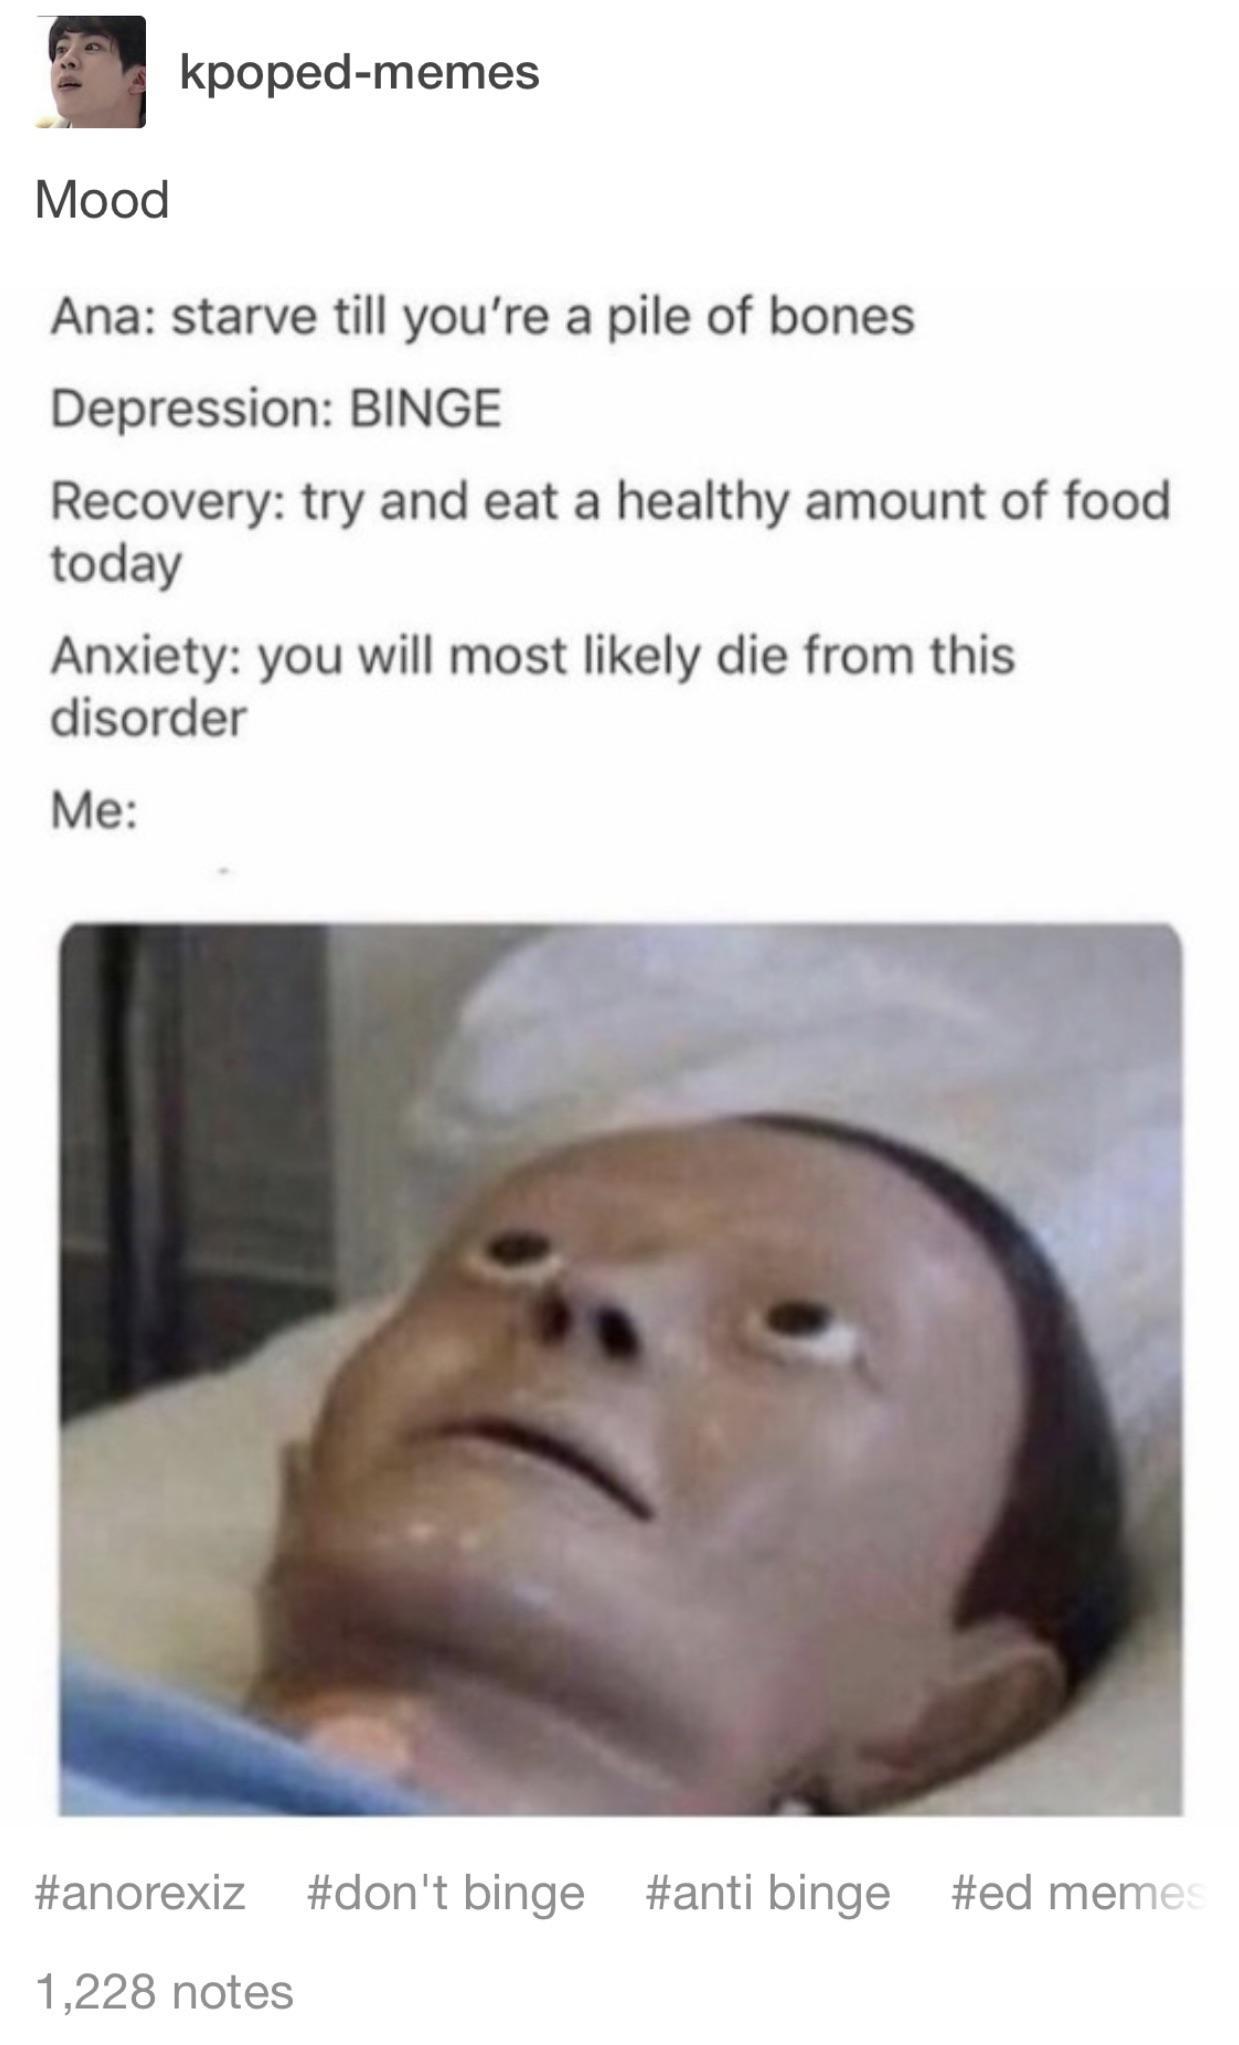 kpoped-memes
Mood
Ana: starve till you're a pile of bones
Depression: BINGE
Recovery: try and eat a healthy amount of food
today
Anxiety: you will most likely die from this
disorder
Me:
#anorexiz #don't binge #anti binge #ed memes
1,228 notes